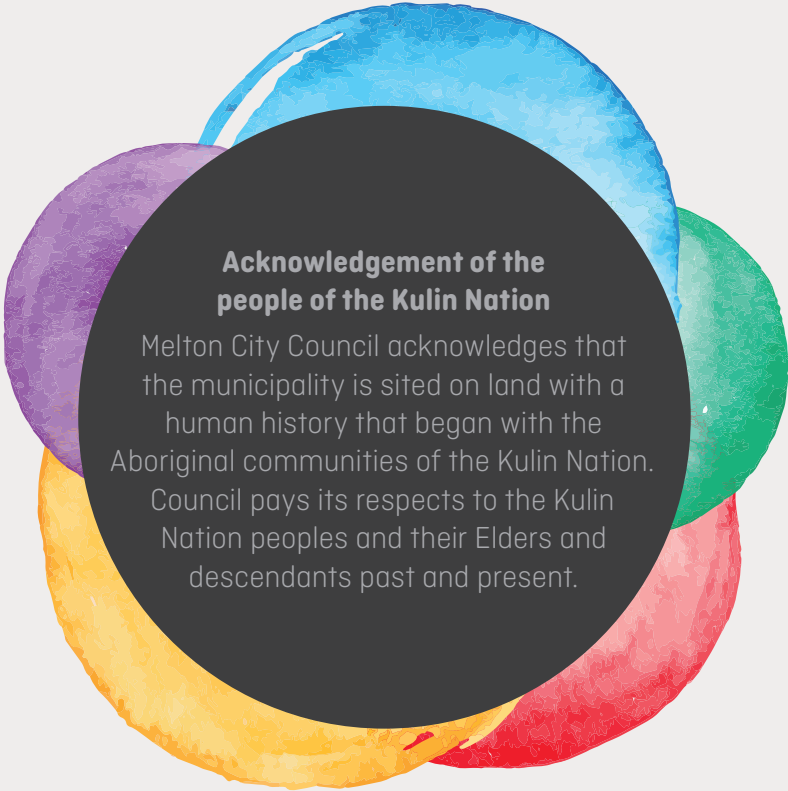 Acknowledgement of the
people of the Kulin Nation
Melton City Council acknowledges that
the municipality is sited on land with a
human history that began with the
Aboriginal communities of the Kulin Nation.
Council pays its respects to the Kulin
Nation peoples and their Elders and
descendants past and present.